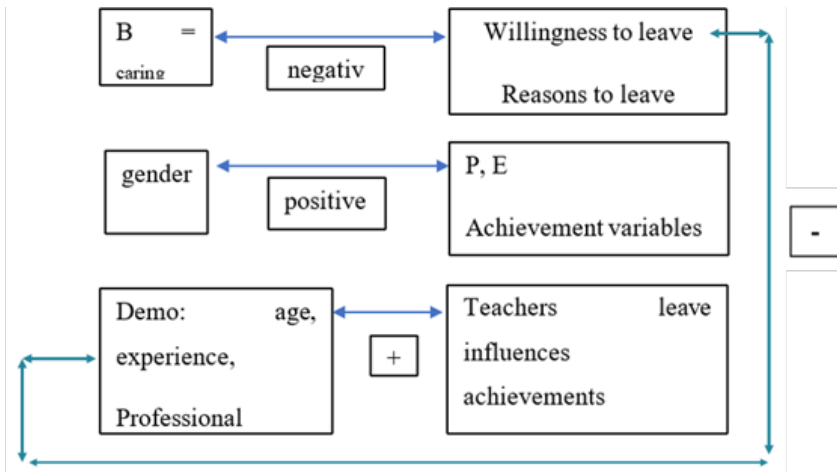 B =
caring
negativ
Willingness to leave
Reasons to leave
gender
positive
P, E
Achievement variables
-
Demo: age,
experience,
Professional
+
Teachers leave
influences
achievements